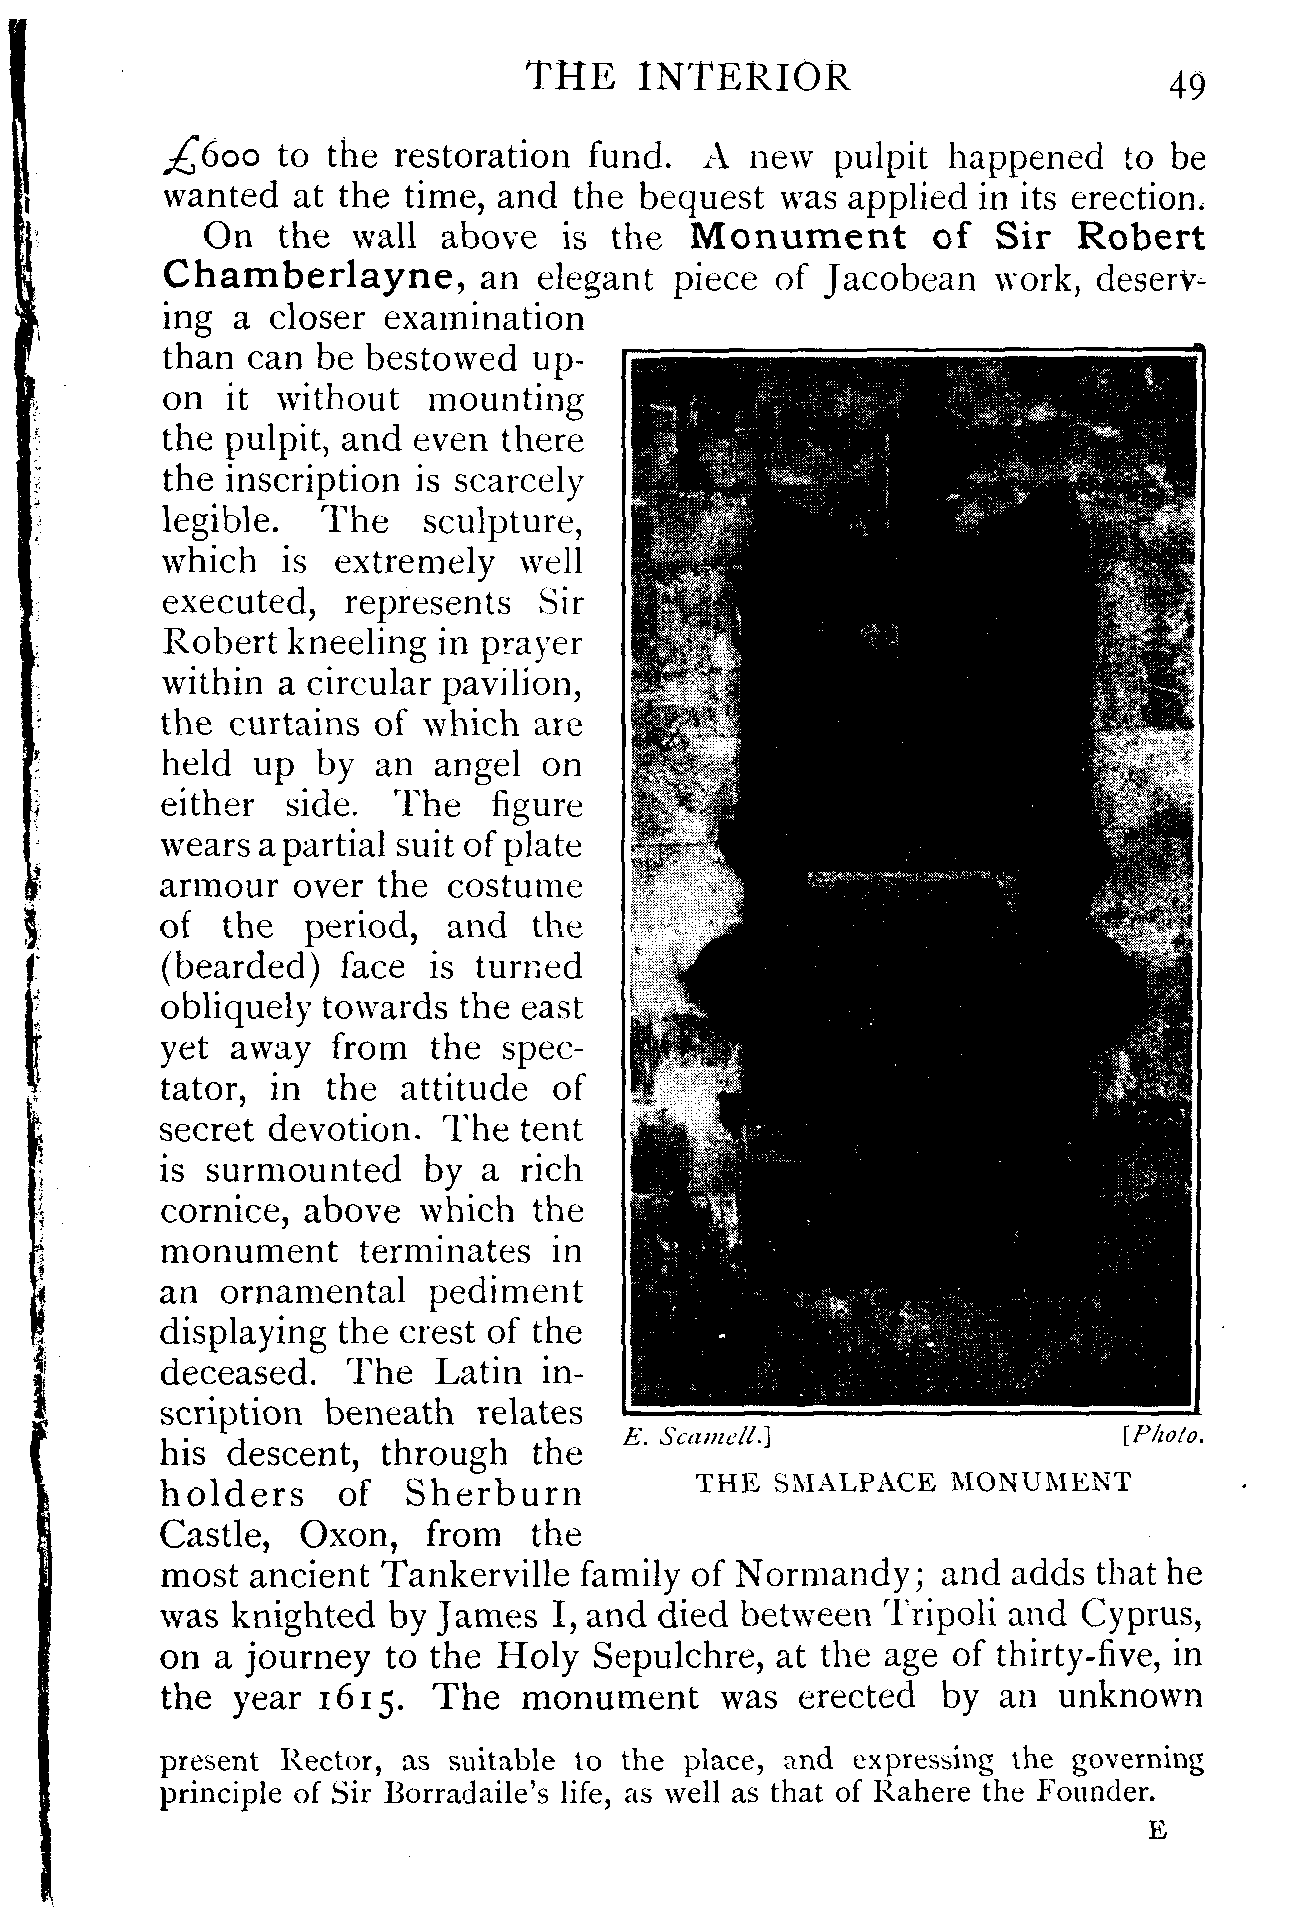 THE INTERIOR
49
£600 to the restoration fund. A new pulpit happened to be
wanted at the time, and the bequest was applied in its erection.
On the wall above is the Monument of Sir Robert
Chamberlayne, an elegant piece of Jacobean work, deserv-
ing a closer examination
than can be bestowed up-
on it without mounting
the pulpit, and even there
the inscription is scarcely
legible. The sculpture,
which is extremely well
executed, represents Sir
Robert kneeling in prayer
within a circular pavilion,
the curtains of which are
held up by an angel on
either side. The figure
wears a partial suit of plate
armour over the costume
of the period, and the
(bearded) face is turned
obliquely towards the east
yet away from the spec-
tator, in the attitude of
secret devotion. The tent
is surmounted by a rich
cornice, above which the
monument terminates in
an ornamental pediment
displaying the crest of the
deceased. The Latin in-
scription beneath relates
his descent, through the
holders of Sherburn
Castle, Oxon, from the
E. Scamell.]
[Photo.
THE SMALPACE MONUMENT
most ancient Tankerville family of Normandy; and adds that he
was knighted by James I, and died between Tripoli and Cyprus,
on a journey to the Holy Sepulchre, at the age of thirty-five, in
the year 1615. The monument was erected by an unknown
present Rector, as suitable to the place, and expressing the governing
principle of Sir Borradaile's life, as well as that of Rahere the Founder.
E